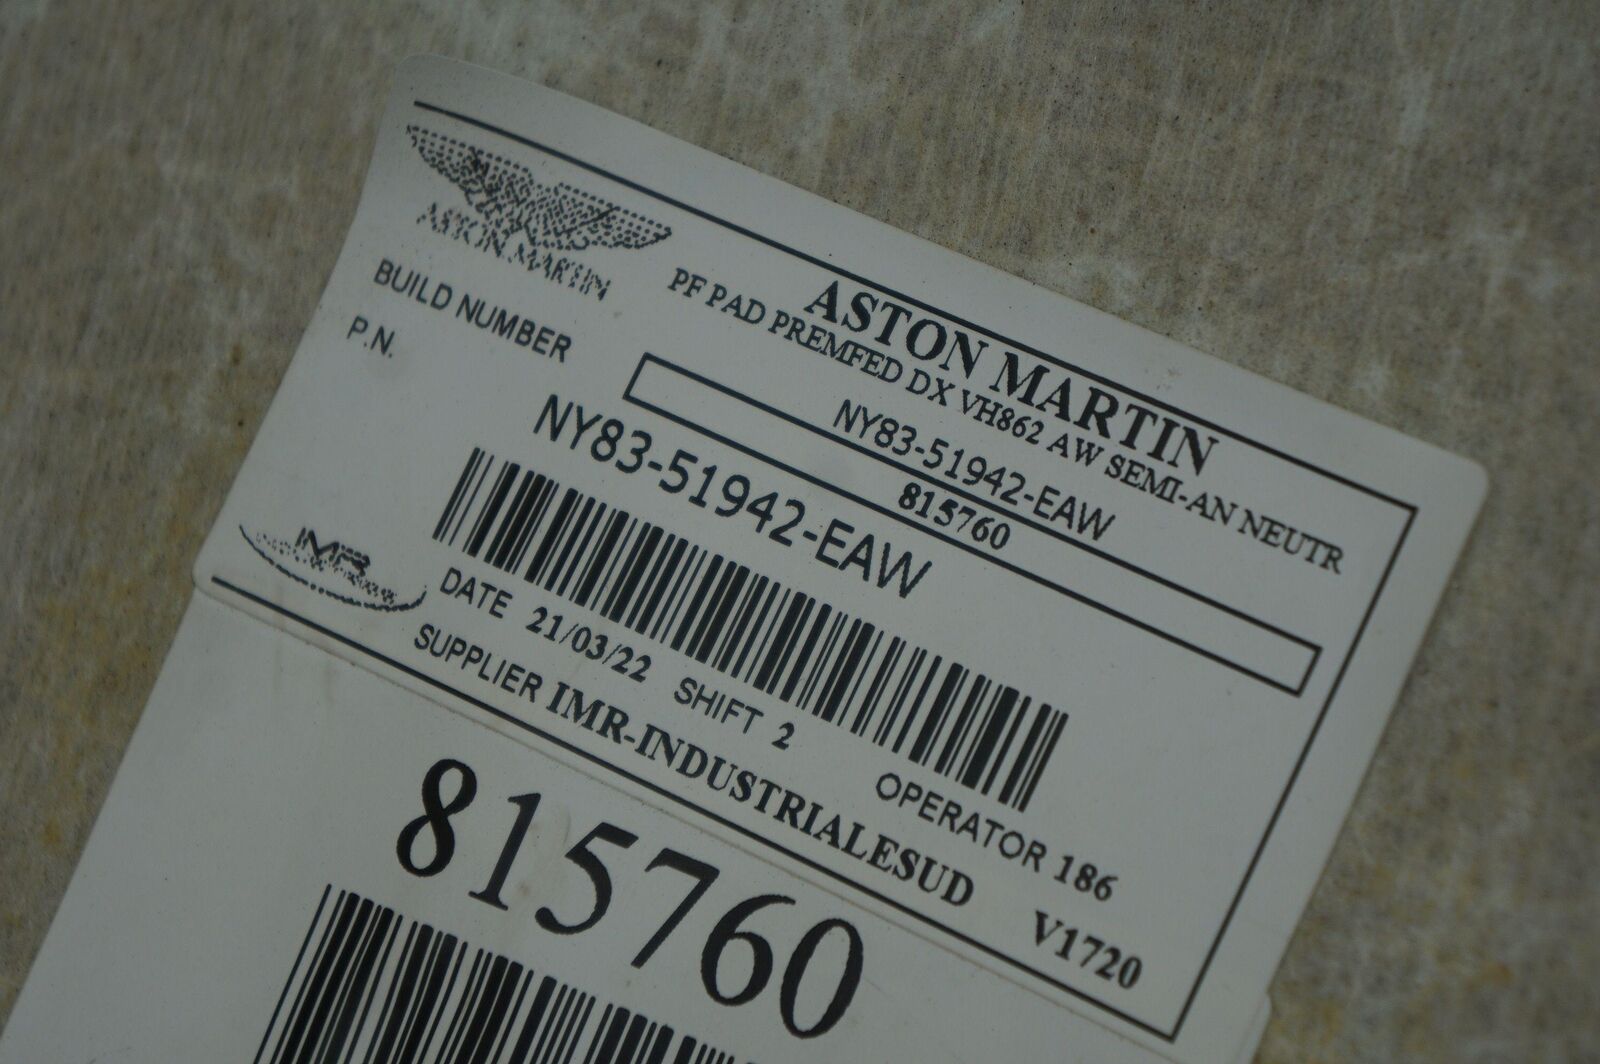 ASTON MARTIN
ASTON MARTIN
PF PAD PREMFED DX VH862 AW SEMI-AN NEUTR
NY83-51942-EAW
BUILD NUMBER
815760
P.N.
NY83-51942-EAW
IMR
DATE 21/03/22 SHIFT 2
OPERATOR 186
SUPPLIER IMR-INDUSTRIALESUD V1720
815760